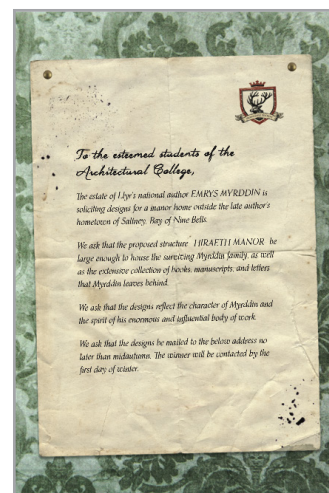 To the esteemed students of the
Architectural College,
The estate of Llyr's national author EMRYS MYRDDIN is
soliciting designs for a manor home outside the late author's
hometown of Saltney, Bay of Nine Bells.
We ask that the proposed structure HIRAETH MANOR be
large enough to house the surviving Myrddin family, as well
as the extensive collection of books, manuscripts, and letters
that Myrddin leaves behind.
We ask that the designs reflect the character of Myrddin and
the spirit of his enormous and influential body of work.
We ask that the designs be mailed to the below address no
later than midautumn. The winner will be contacted by the
first day of winter.